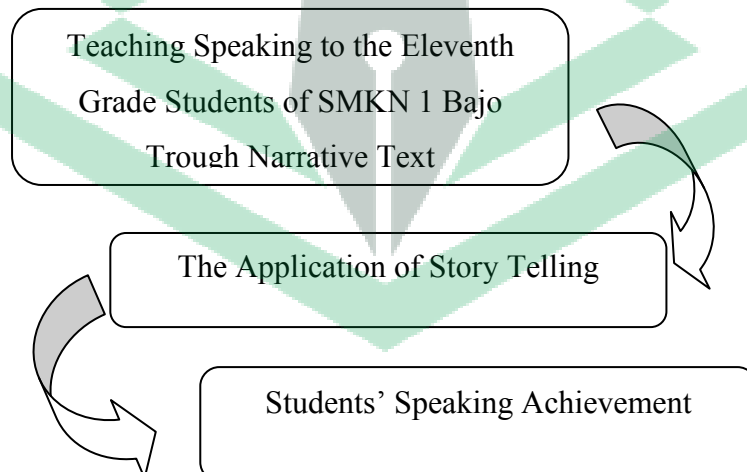 Teaching Speaking to the Eleventh
Grade Students of SMKN 1 Bajo
Trough Narrative Text
The Application of Story Telling
Students’ Speaking Achievement